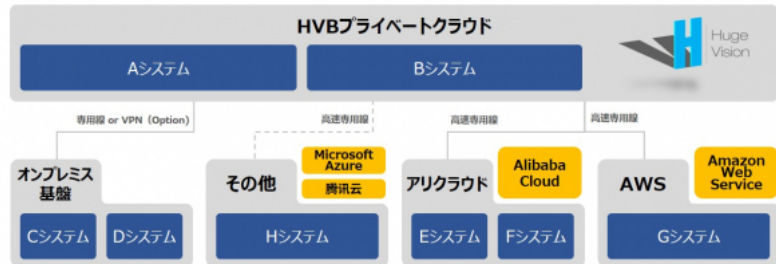 HVBプライベートクラウド
Huge
Vision
Aシステム
Bシステム
専用線 or VPN（Option）
高速専用線
高速専用線
高速専用線
オンプレミス
基盤
その他
Microsoft
Azure
腾讯云
アリクラウド
Alibaba
Cloud
AWS
Amazon
Web
Service
Cシステム
Dシステム
Hシステム
Eシステム
Fシステム
Gシステム